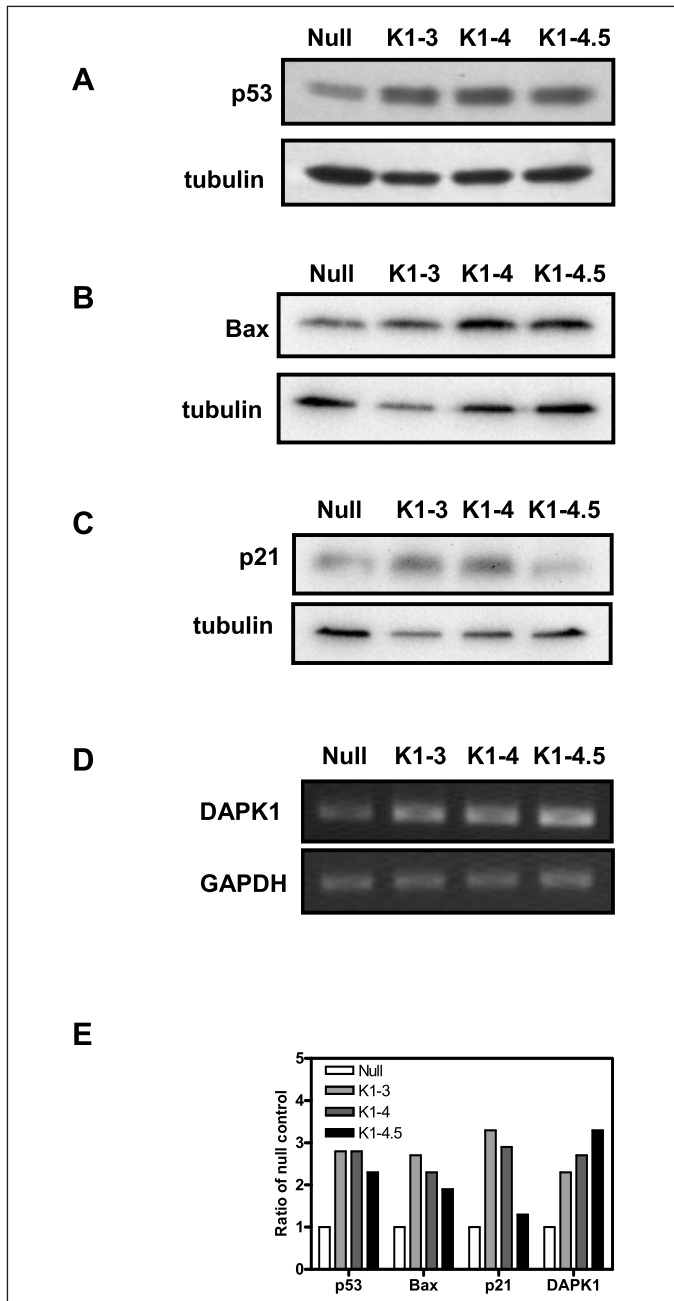 Null K1-3 K1-4 K1-4.5
A
p53
tubulin
Null K1-3 K1-4 K1-4.5
B
Bax
tubulin
Null K1-3 K1-4 K1-4.5
C
p21
tubulin
Null K1-3 K1-4 K1-4.5
D
DAPK1
GAPDH
E
Ratio of null control
5
4
3
2
1
0
Null
K1-3
K1-4
K1-4.5
p53 Bax p21 DAPK1